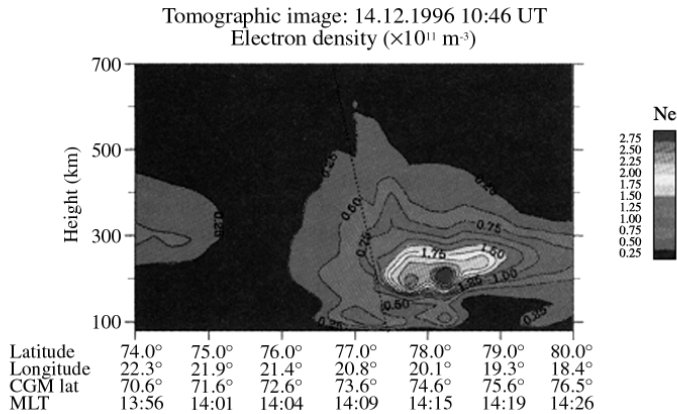 Tomographic image: 14.12.1996 10:46 UT
Electron density (×10¹¹ m⁻³)
Height (km)
700
500
300
100
Ne
2.75
2.50
2.25
2.00
1.75
1.50
1.25
1.00
0.75
0.50
0.25
0.25
0.50
0.75
1.75
1.50
1.00
0.50
0.25
Latitude 74.0° 75.0° 76.0° 77.0° 78.0° 79.0° 80.0°
Longitude 22.3° 21.9° 21.4° 20.8° 20.1° 19.3° 18.4°
CGM lat 70.6° 71.6° 72.6° 73.6° 74.6° 75.6° 76.5°
MLT 13:56 14:01 14:04 14:09 14:15 14:19 14:26